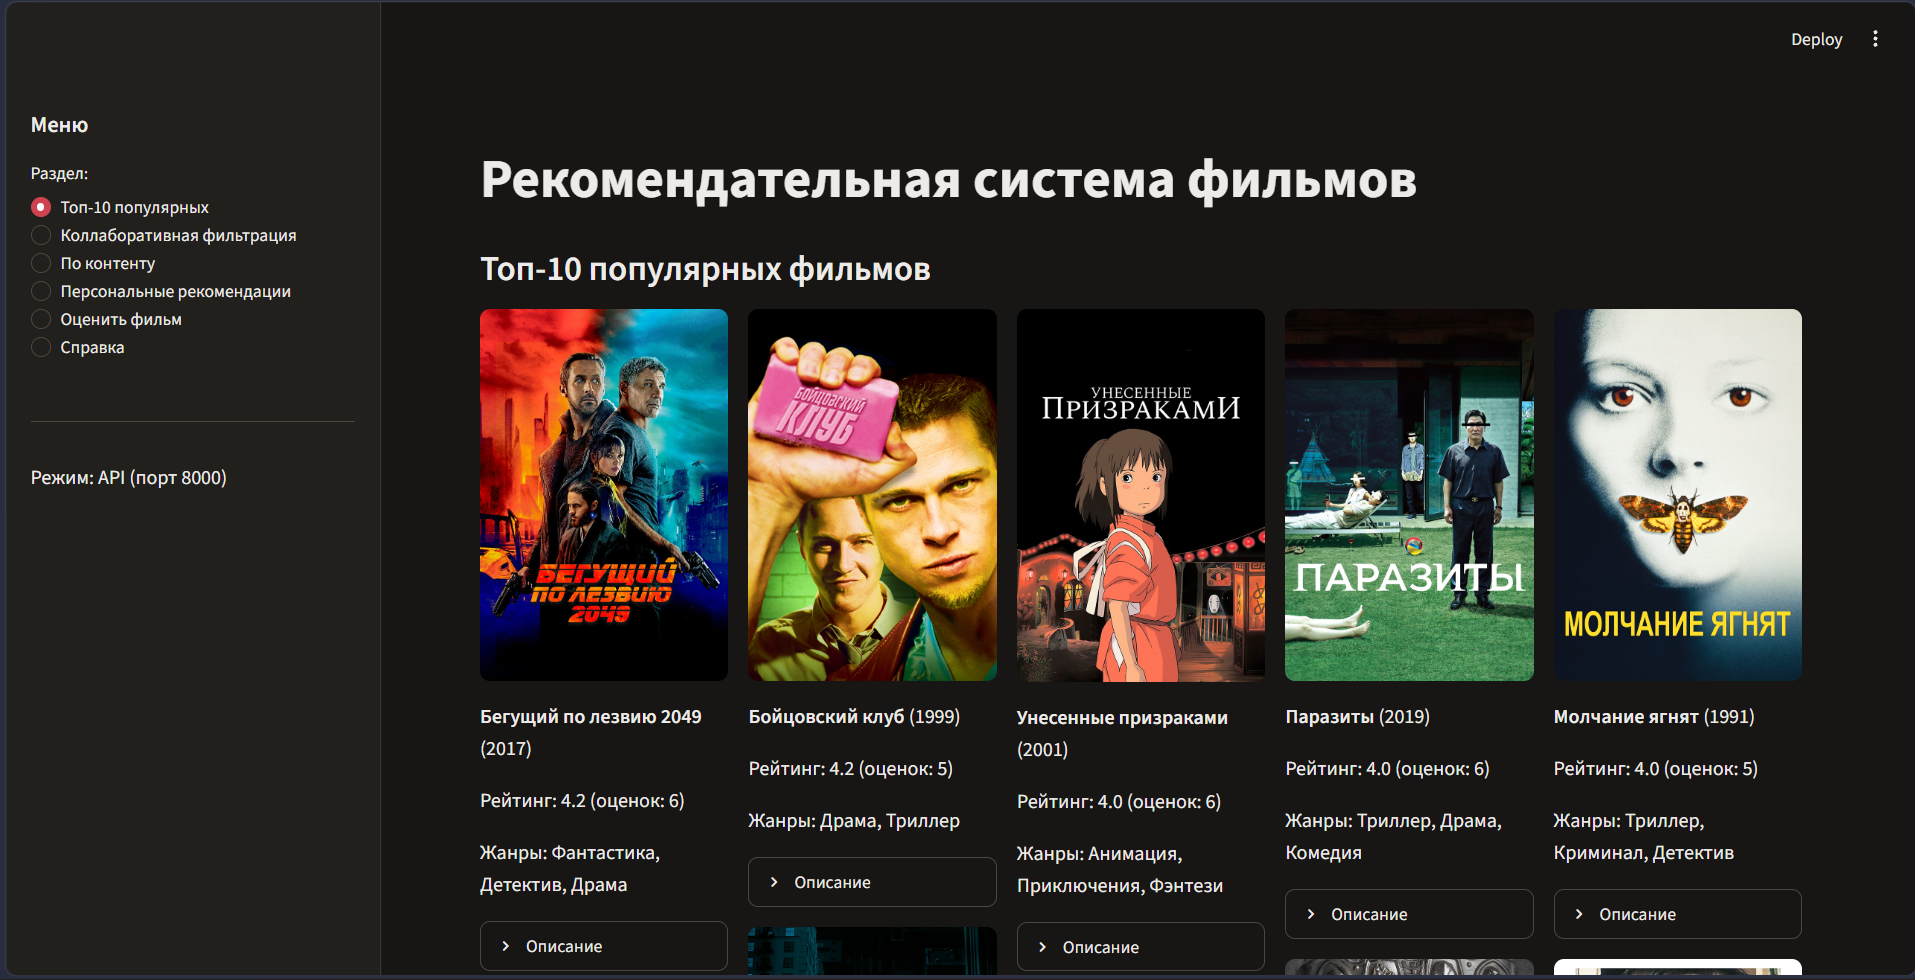 Deploy
Меню
Раздел:
Топ-10 популярных
Коллаборативная фильтрация
По контенту
Персональные рекомендации
Оценить фильм
Справка
Режим: API (порт 8000)
Рекомендательная система фильмов
Топ-10 популярных фильмов
БЕГУЩИЙ
ПО ЛЕЗВИЮ
2049
Бегущий по лезвию 2049
(2017)
Рейтинг: 4.2 (оценок: 6)
Жанры: Фантастика,
Детектив, Драма
Описание
БОЙЦОВСКИЙ
КЛУБ
Бойцовский клуб (1999)
Рейтинг: 4.2 (оценок: 5)
Жанры: Драма, Триллер
Описание
УНЕСЕННЫЕ
ПРИЗРАКАМИ
Унесенные призраками
(2001)
Рейтинг: 4.0 (оценок: 6)
Жанры: Анимация,
Приключения, Фэнтези
Описание
ПАРАЗИТЫ
Паразиты (2019)
Рейтинг: 4.0 (оценок: 6)
Жанры: Триллер, Драма,
Комедия
Описание
МОЛЧАНИЕ ЯГНЯТ
Молчание ягнят (1991)
Рейтинг: 4.0 (оценок: 5)
Жанры: Триллер,
Криминал, Детектив
Описание